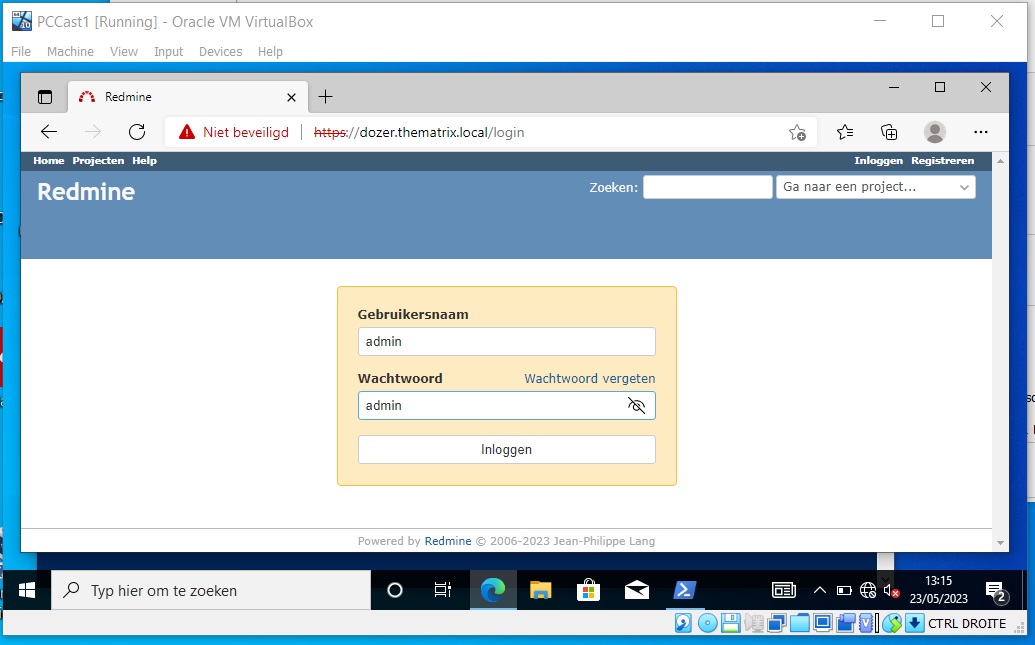 PCCast1 [Running] - Oracle VM VirtualBox
File Machine View Input Devices Help
Redmine
Niet beveiligd https://dozer.thematrix.local/login
Home Projecten Help Inloggen Registreren
Redmine Zoeken: Ga naar een project...
Gebruikersnaam
admin
Wachtwoord Wachtwoord vergeten
admin
Inloggen
Powered by Redmine © 2006-2023 Jean-Philippe Lang
Typ hier om te zoeken
13:15
23/05/2023
2
CTRL DROITE